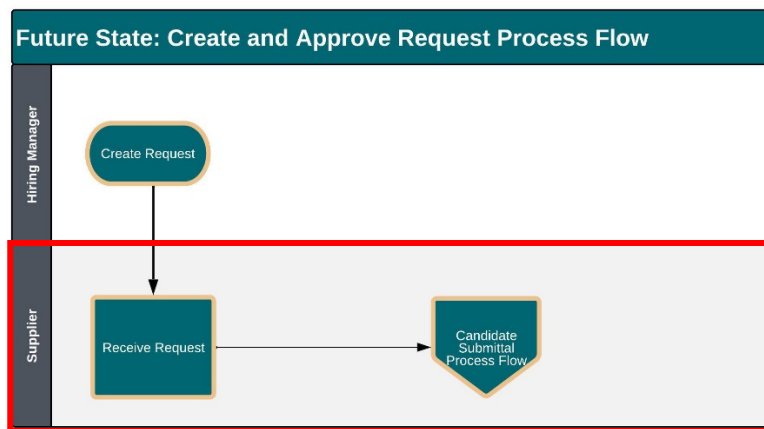 Future State: Create and Approve Request Process Flow
Hiring Manager
Create Request
Supplier
Receive Request
Candidate
Submittal
Process Flow